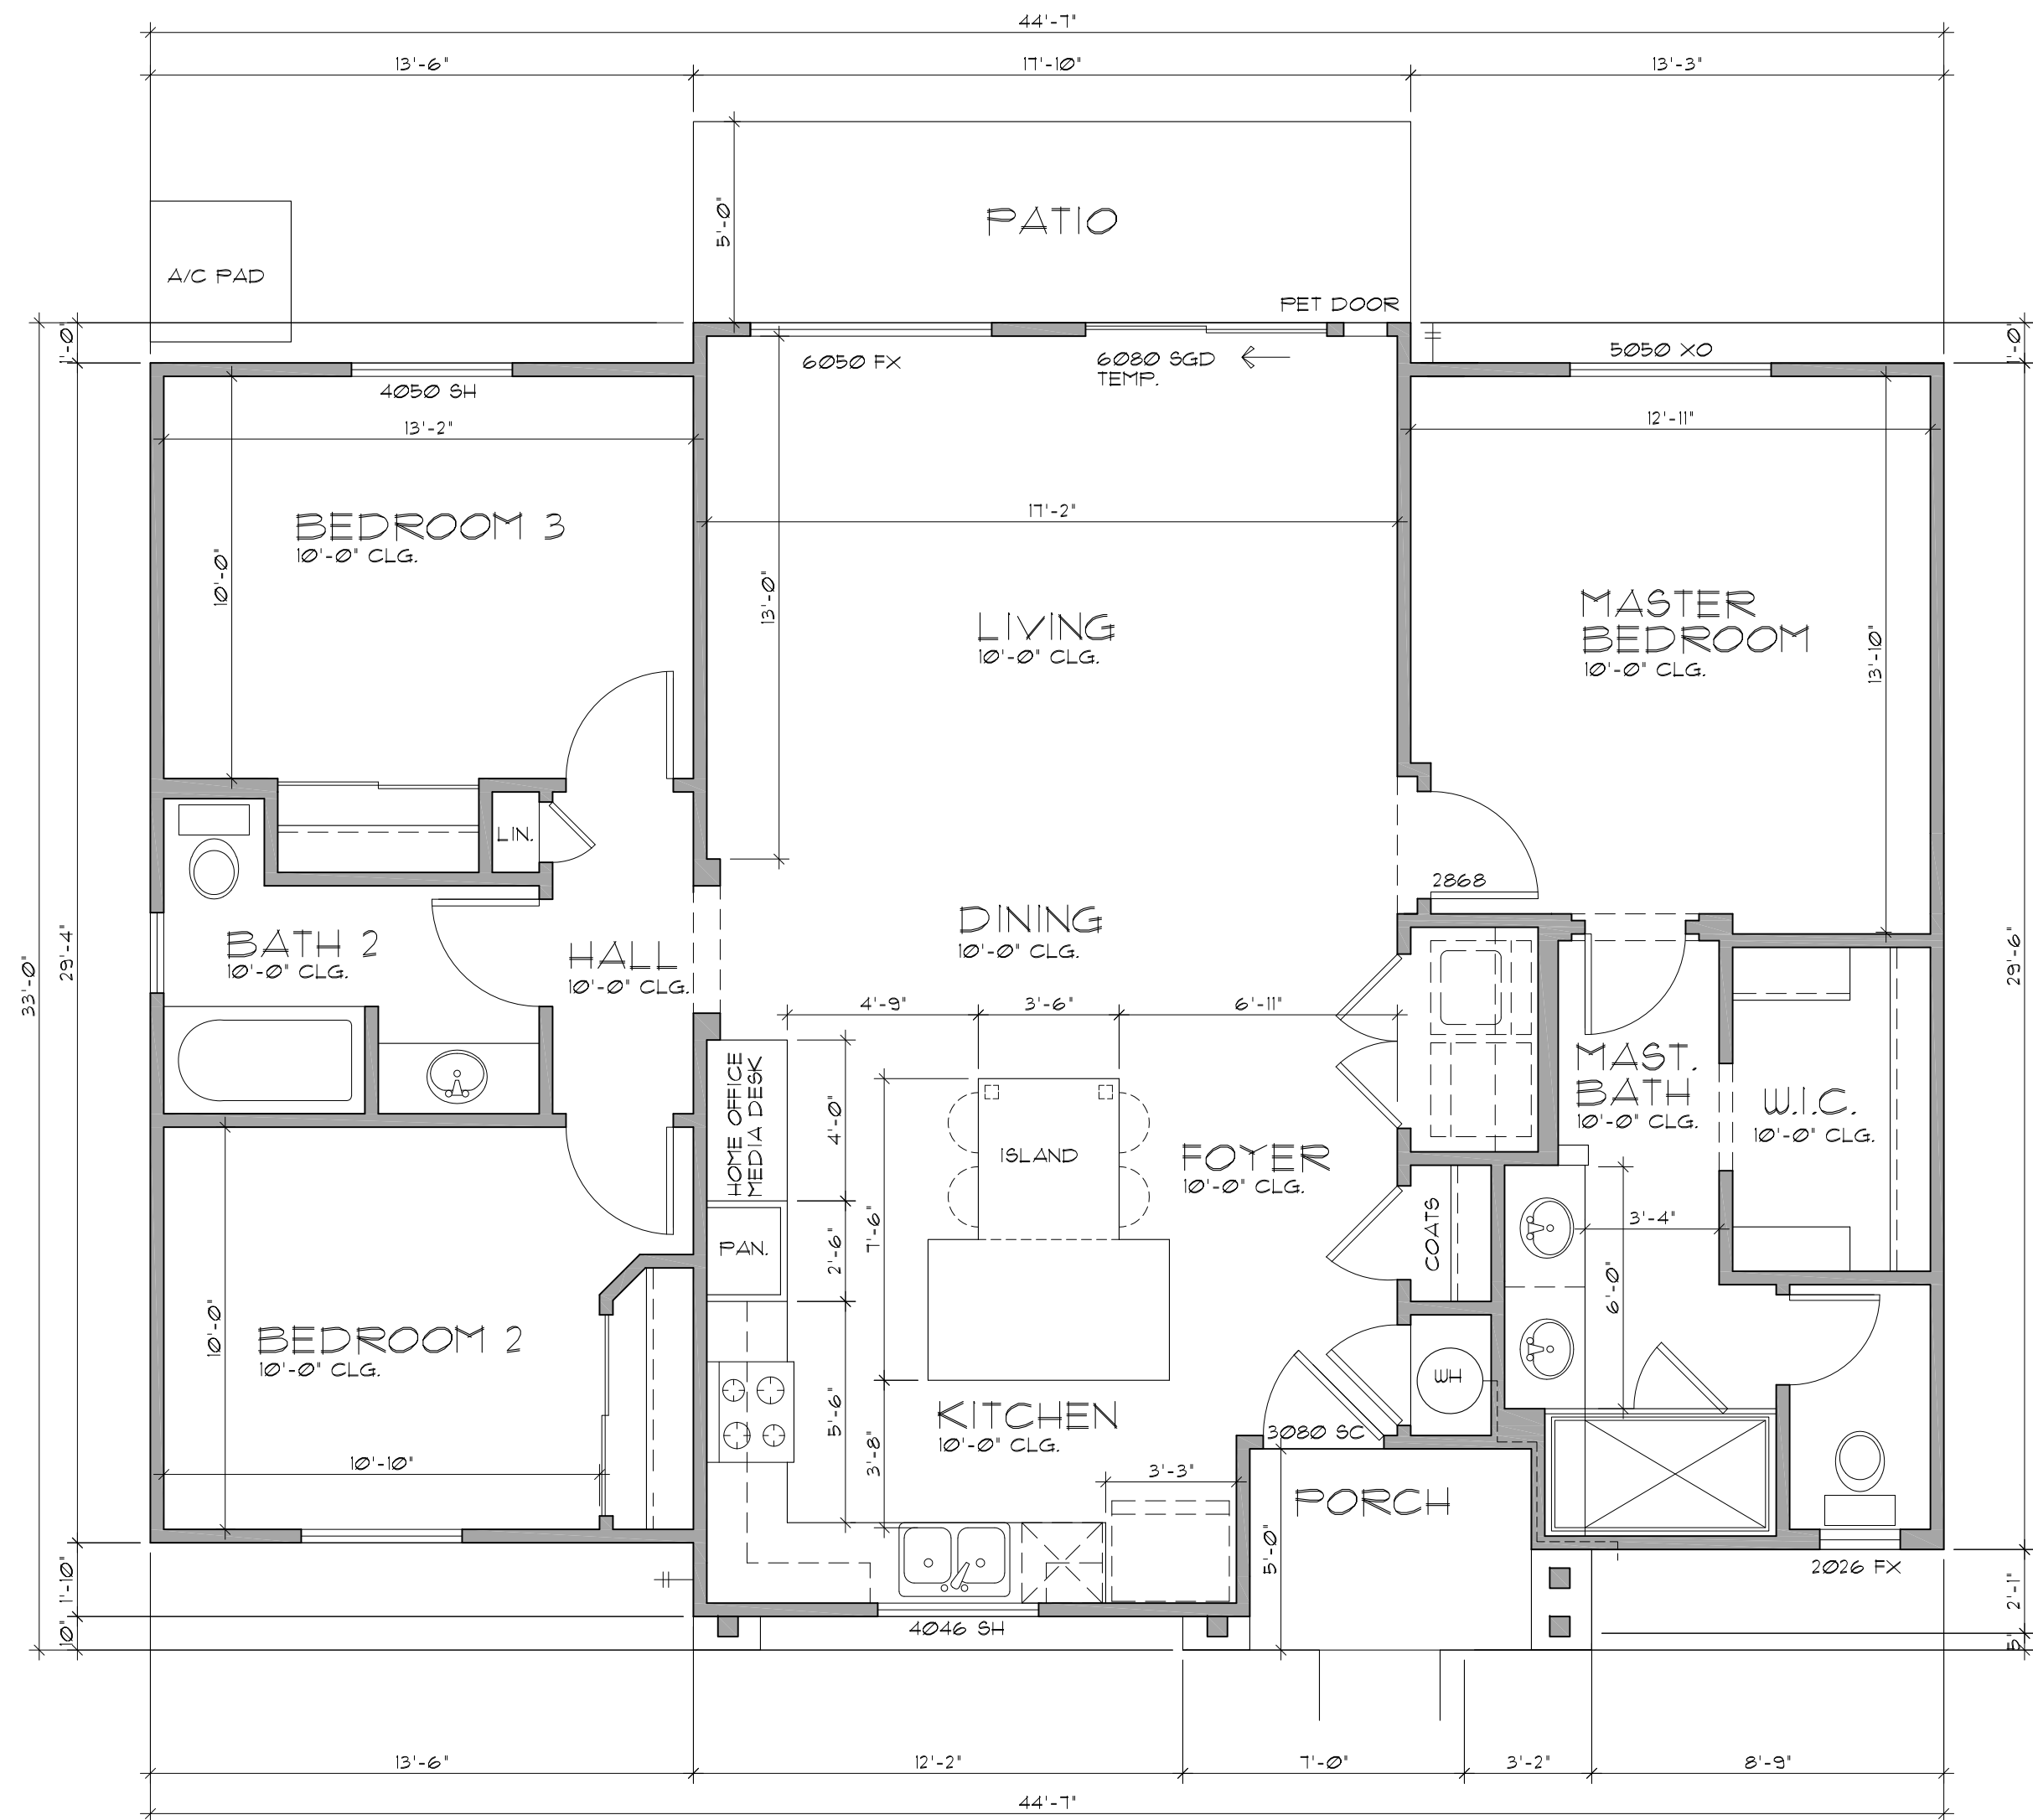 44'-7"
13'-6"
17'-10"
13'-3"
5'-0"
PATIO
A/C PAD
PET DOOR
1'-0"
1'-0"
6050 FX
6080 SGD
TEMP.
5050 XO
4050 SH
13'-2"
12'-11"
17'-2"
BEDROOM 3
10'-0" CLG.
10'-0"
13'-0"
LIVING
10'-0" CLG.
MASTER
BEDROOM
10'-0" CLG.
13'-10"
LIN.
2868
BATH 2
10'-0" CLG.
HALL
10'-0" CLG.
DINING
10'-0" CLG.
33'-0"
29'-4"
29'-6"
4'-9"
3'-6"
6'-11"
HOME OFFICE
MEDIA DESK
4'-0"
ISLAND
FOYER
10'-0" CLG.
MAST.
BATH
10'-0" CLG.
W.I.C.
10'-0" CLG.
COATS
3'-4"
PAN.
2'-6"
7'-6"
6'-0"
BEDROOM 2
10'-0" CLG.
10'-0"
WH
5'-6"
KITCHEN
10'-0" CLG.
3'-8"
3080 SC
10'-10"
3'-3"
PORCH
5'-0"
2026 FX
1'-10"
10"
4046 SH
2'-1"
13'-6"
12'-2"
7'-0"
3'-2"
8'-9"
44'-7"